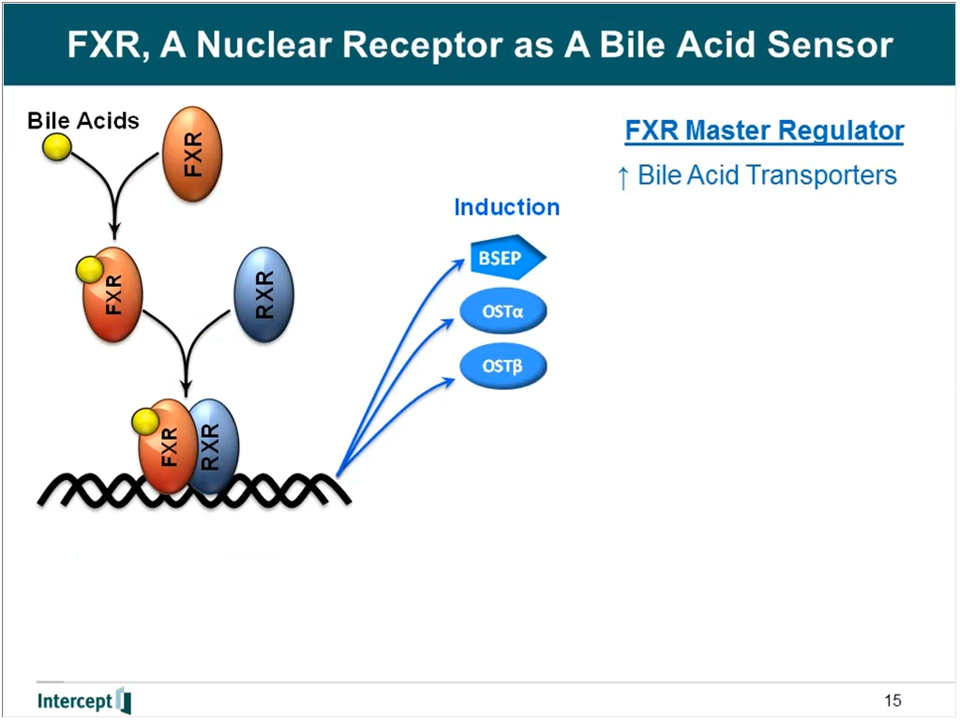 FXR, A Nuclear Receptor as A Bile Acid Sensor
Bile Acids
FXR
FXR Master Regulator
↑ Bile Acid Transporters
Induction
BSEP
FXR
RXR
OSTα
OSTβ
FXR
RXR
Intercept
15